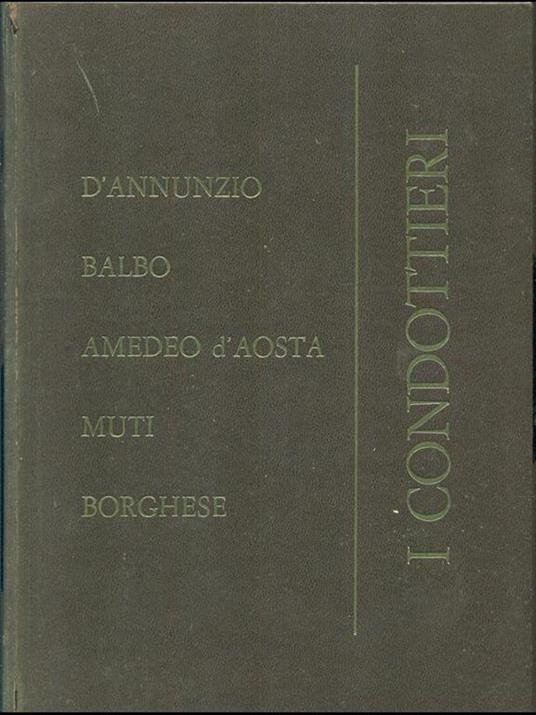 D'ANNUNZIO
BALBO
AMEDEO d'AOSTA
MUTI
BORGHESE
I CONDOTTIERI